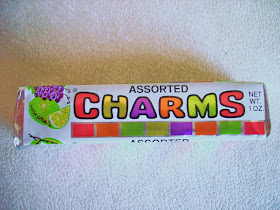 ASSORTED
CHARMS
NET
WT.
1 OZ.
ASSORTED